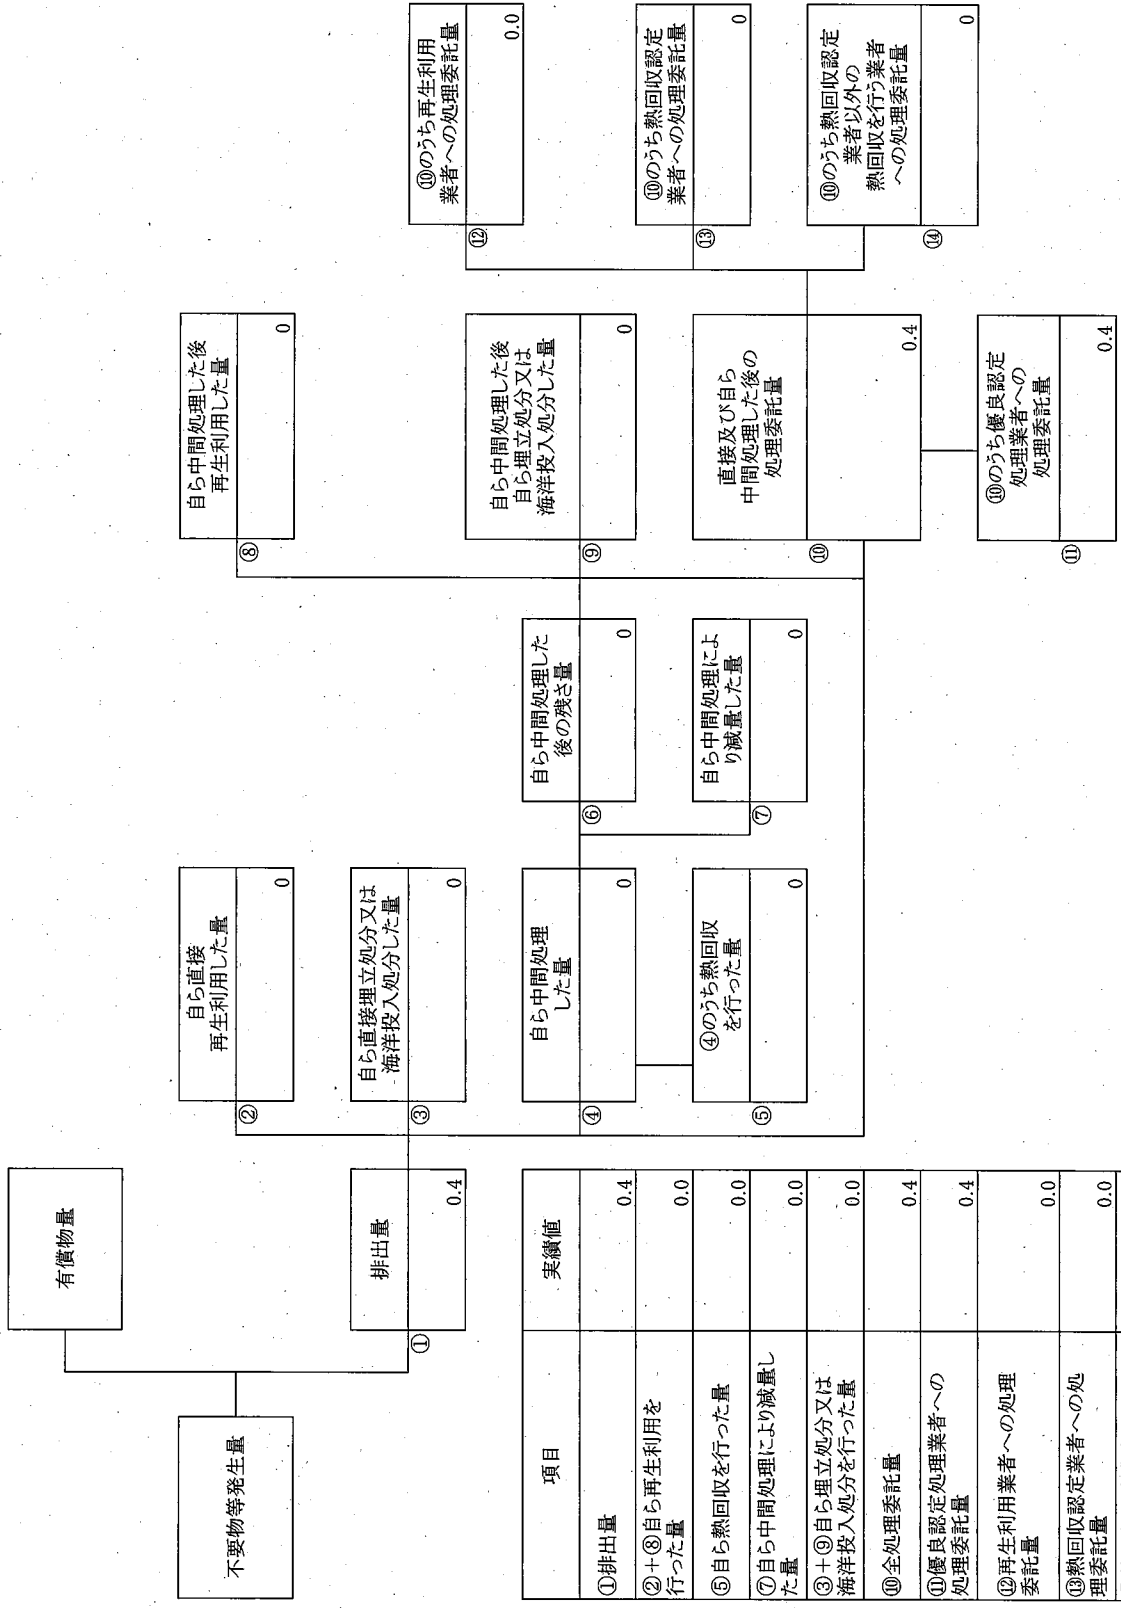 不要物等発生量
有償物量
排出量
①
0.4
自ら直接
再生利用した量
②
0
自ら直接埋立処分又は
海洋投入処分した量
③
0
自ら中間処理
した量
④
0
④のうち熱回収
を行った量
⑤
0
自ら中間処理した
後の残さ量
⑥
0
自ら中間処理によ
り減量した量
⑦
0
自ら中間処理した後
再生利用した量
⑧
0
自ら中間処理した後
自ら埋立処分又は
海洋投入処分した量
⑨
0
直接及び自ら
中間処理した後の
処理委託量
⑩
0.4
⑩のうち優良認定
処理業者への
処理委託量
⑪
0.4
⑩のうち再生利用
業者への処理委託量
⑫
0.0
⑩のうち熱回収認定
業者への処理委託量
⑬
0
⑩のうち熱回収認定
業者以外の
熱回収を行う業者
への処理委託量
⑭
0
項目 実績値
①排出量 0.4
②+⑧自ら再生利用を
行った量 0.0
⑤自ら熱回収を行った量 0.0
⑦自ら中間処理により減量し
た量 0.0
③+⑨自ら埋立処分又は
海洋投入処分を行った量 0.0
⑩全処理委託量 0.4
⑪優良認定処理業者への
処理委託量 0.4
⑫再生利用業者への処理
委託量 0.0
⑬熱回収認定業者への処
理委託量 0.0